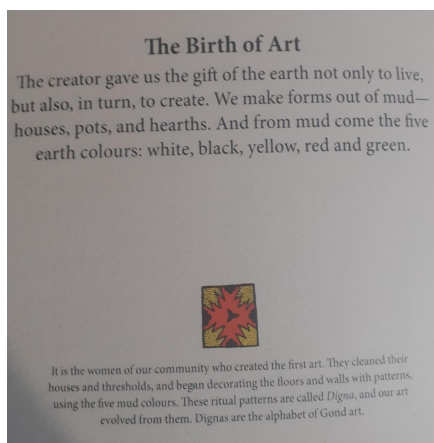 The Birth of Art
The creator gave us the gift of the earth not only to live,
but also, in turn, to create. We make forms out of mud—
houses, pots, and hearths. And from mud come the five
earth colours: white, black, yellow, red and green.
It is the women of our community who created the first art. They cleaned their
houses and thresholds, and began decorating the floors and walls with patterns,
using the five mud colours. These ritual patterns are called Digna, and our art
evolved from them. Dignas are the alphabet of Gond art.